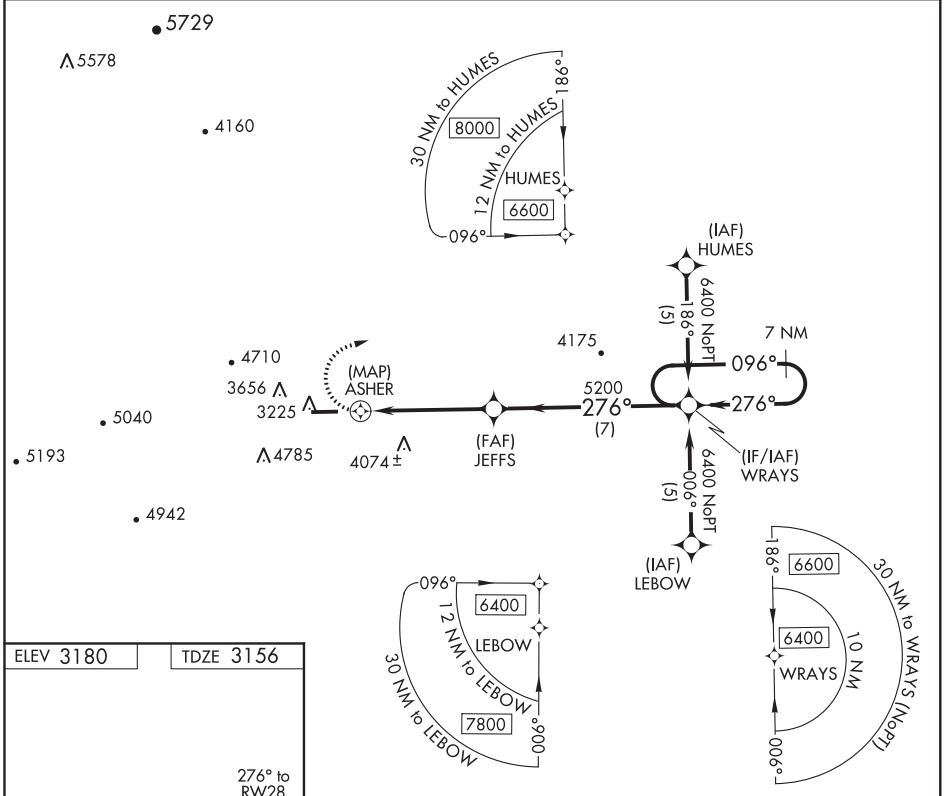 5729
5578
4160
30 NM to HUMES
8000
12 NM to HUMES
186°
HUMES
6600
096°
(IAF)
HUMES
6400 NoPT
186°
(5)
7 NM
4175
096°
4710
(MAP)
ASHER
3656
3225
5200
276°
276°
(7)
5040
(FAF)
JEFFS
(IF/IAF)
WRAYS
5193
4785
4074 ±
6400 NoPT
006°
(5)
4942
(IAF)
LEBOW
096°
6400
12 NM to LEBOW
LEBOW
30 NM to LEBOW
7800
006°
186°
6600
30 NM to WRAYS (NoPT)
6400
10 NM
WRAYS
006°
ELEV 3180
TDZE 3156
276° to
RW28